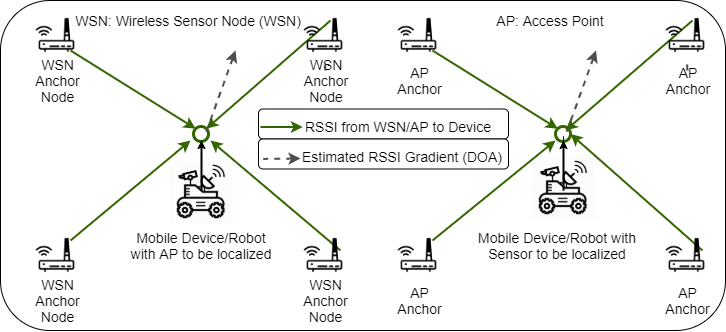 WSN: Wireless Sensor Node (WSN)
AP: Access Point
WSN
Anchor
Node
WSN
Anchor
Node
AP
Anchor
AP
Anchor
RSSI from WSN/AP to Device
Estimated RSSI Gradient (DOA)
Mobile Device/Robot
with AP to be localized
Mobile Device/Robot with
Sensor to be localized
WSN
Anchor
Node
WSN
Anchor
Node
AP
Anchor
AP
Anchor